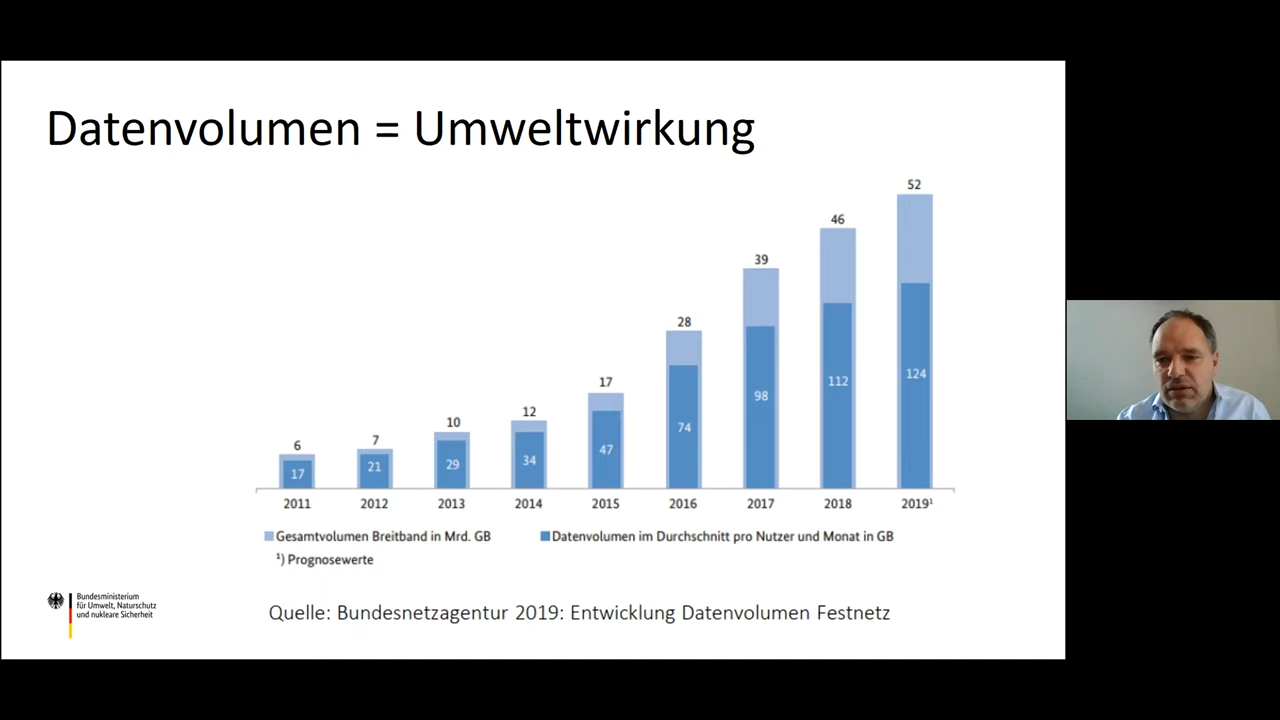 Datenvolumen = Umweltwirkung
52
46
39
28
17
12
10
7
6
17
21
29
34
47
74
98
112
124
2011 2012 2013 2014 2015 2016 2017 2018 2019¹
Gesamtvolumen Breitband in Mrd. GB Datenvolumen im Durchschnitt pro Nutzer und Monat in GB
¹) Prognosewerte
Bundesministerium
für Umwelt, Naturschutz
und nukleare Sicherheit
Quelle: Bundesnetzagentur 2019: Entwicklung Datenvolumen Festnetz